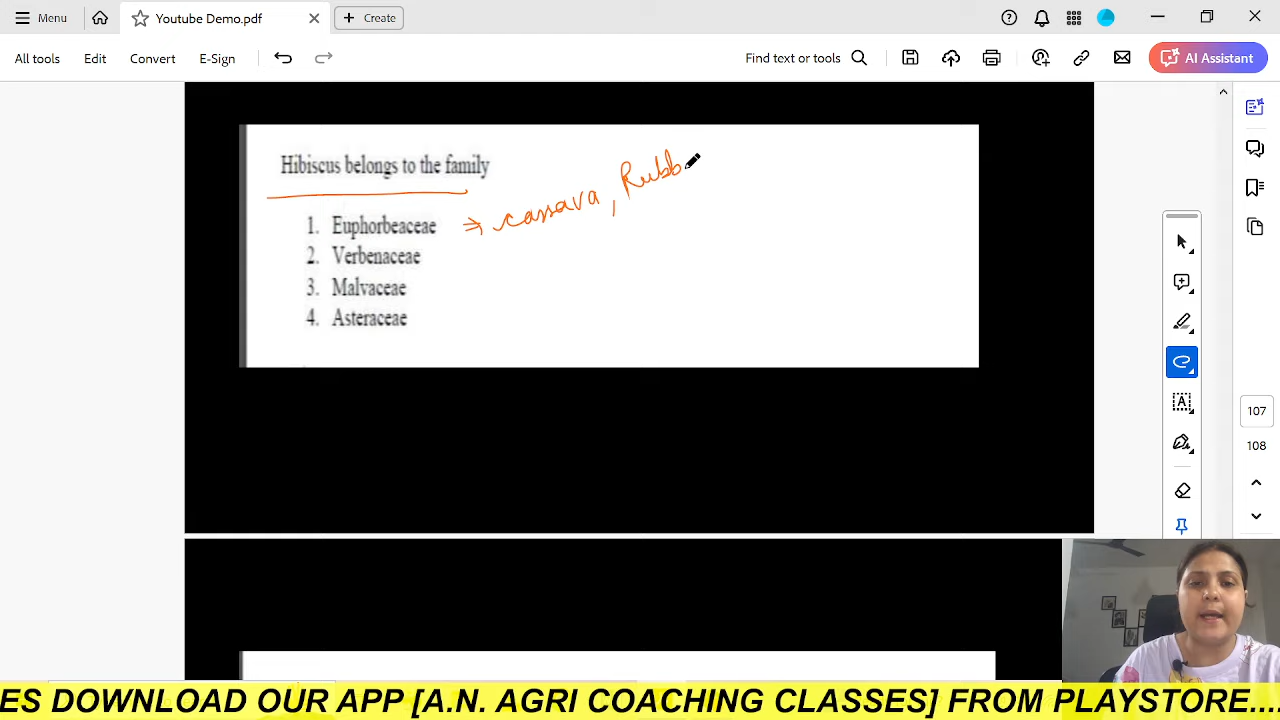 Menu
Youtube Demo.pdf
Create
All tools
Edit
Convert
E-Sign
Find text or tools
AI Assistant
Hibiscus belongs to the family
1. Euphorbeaceae → cassava, Rubb
2. Verbenaceae
3. Malvaceae
4. Asteraceae
107
108
ES DOWNLOAD OUR APP [A.N. AGRI COACHING CLASSES] FROM PLAYSTORE....